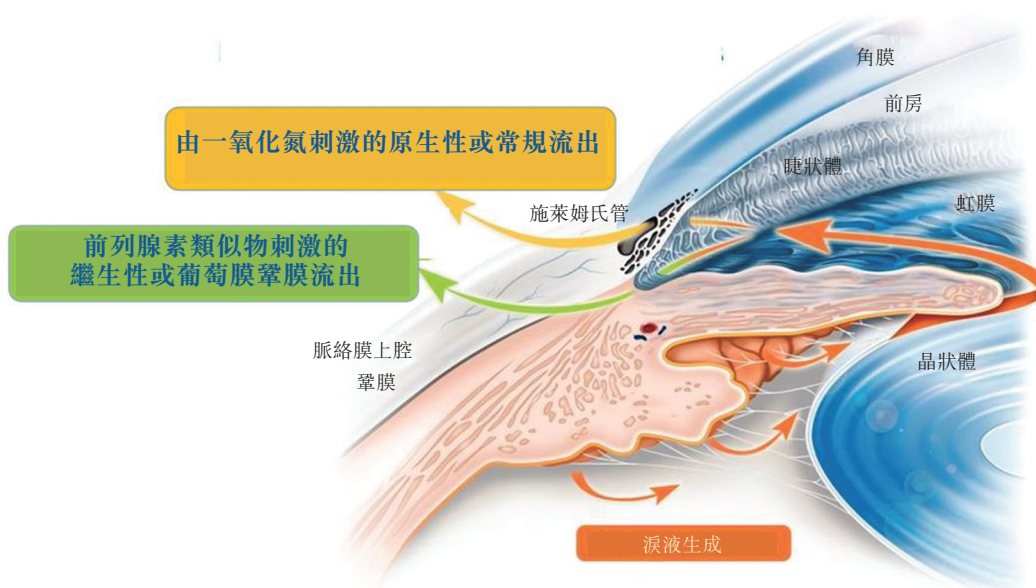 角膜
前房
由一氧化氮刺激的原生性或常規流出
睫狀體
虹膜
施萊姆氏管
前列腺素類似物刺激的
繼生性或葡萄膜鞏膜流出
脈絡膜上腔
鞏膜
晶狀體
淚液生成